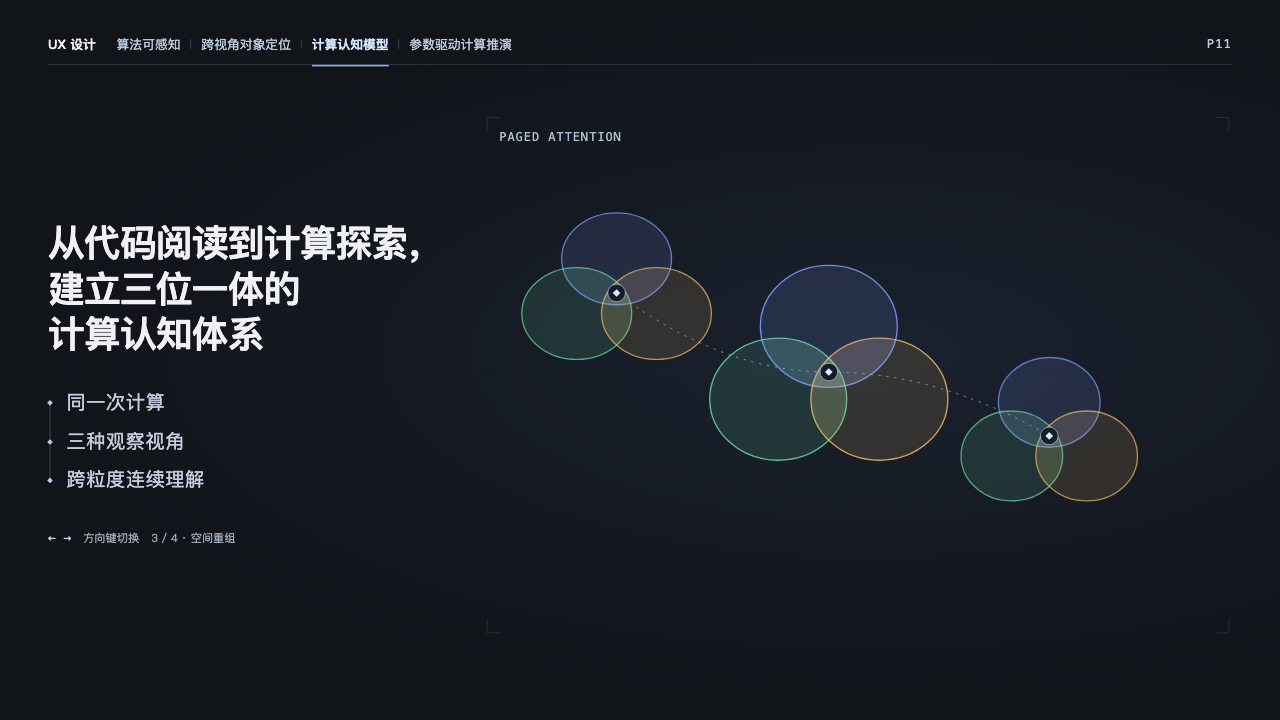 UX 设计 算法可感知 | 跨视角对象定位 | 计算认知模型 | 参数驱动计算推演 P11
PAGED ATTENTION
从代码阅读到计算探索，
建立三位一体的
计算认知体系
同一次计算
三种观察视角
跨粒度连续理解
← → 方向键切换 3 / 4 · 空间重组